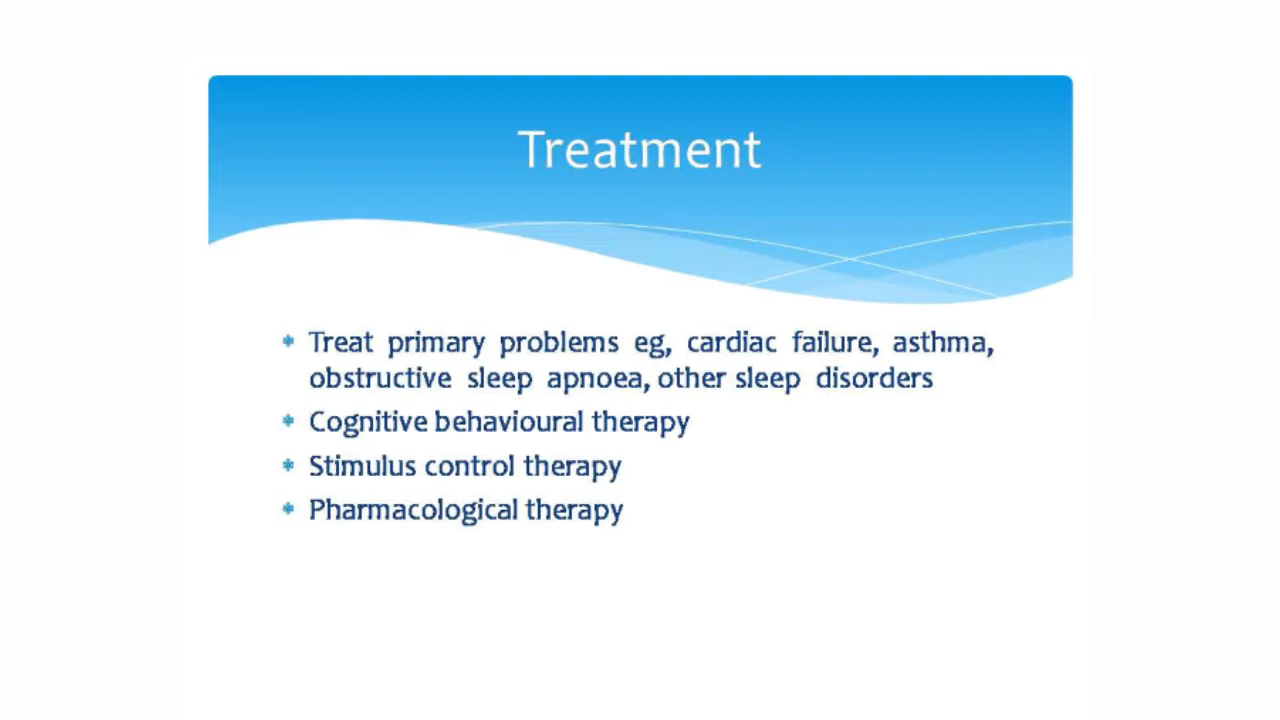 Treatment
Treat primary problems eg, cardiac failure, asthma,
obstructive sleep apnoea, other sleep disorders
Cognitive behavioural therapy
Stimulus control therapy
Pharmacological therapy